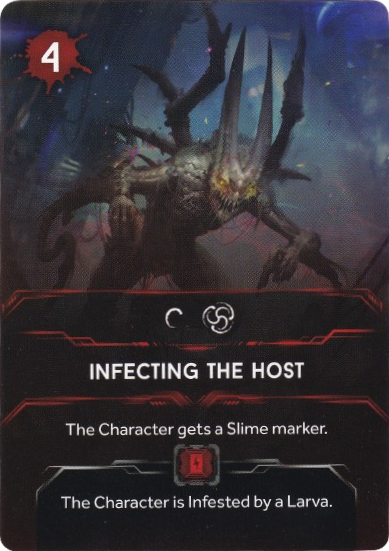 4
INFECTING THE HOST
The Character gets a Slime marker.
The Character is Infested by a Larva.